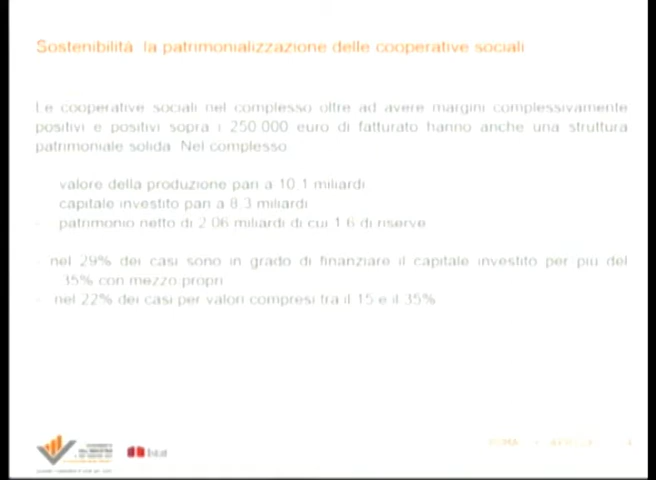 Sostenibilità: la patrimonializzazione delle cooperative sociali
Le cooperative sociali nel complesso oltre ad avere margini complessivamente
positivi e positivi sopra i 250.000 euro di fatturato hanno anche una struttura
patrimoniale solida. Nel complesso
valore della produzione pari a 10.1 miliardi
capitale investito pari a 8.3 miliardi
- patrimonio netto di 2.06 miliardi di cui 1.6 di riserve
- nel 29% dei casi sono in grado di finanziare il capitale investito per più del
35% con mezzo propri
- nel 22% dei casi per valori compresi tra il 15 e il 35%
Istat
ROMA